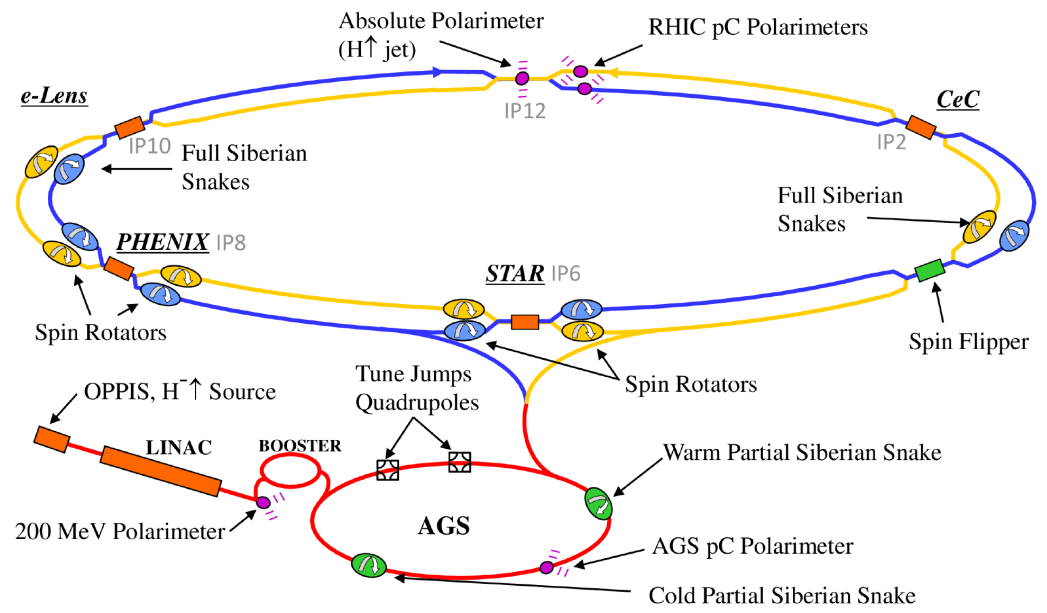 Absolute Polarimeter
(H↑ jet)
RHIC pC Polarimeters
e-Lens
CeC
IP12
IP10
IP2
Full Siberian
Snakes
Full Siberian
Snakes
PHENIX IP8
STAR IP6
Spin Rotators
Spin Flipper
Spin Rotators
Tune Jumps
Quadrupoles
OPPIS, H⁻↑ Source
LINAC
BOOSTER
Warm Partial Siberian Snake
200 MeV Polarimeter
AGS
AGS pC Polarimeter
Cold Partial Siberian Snake